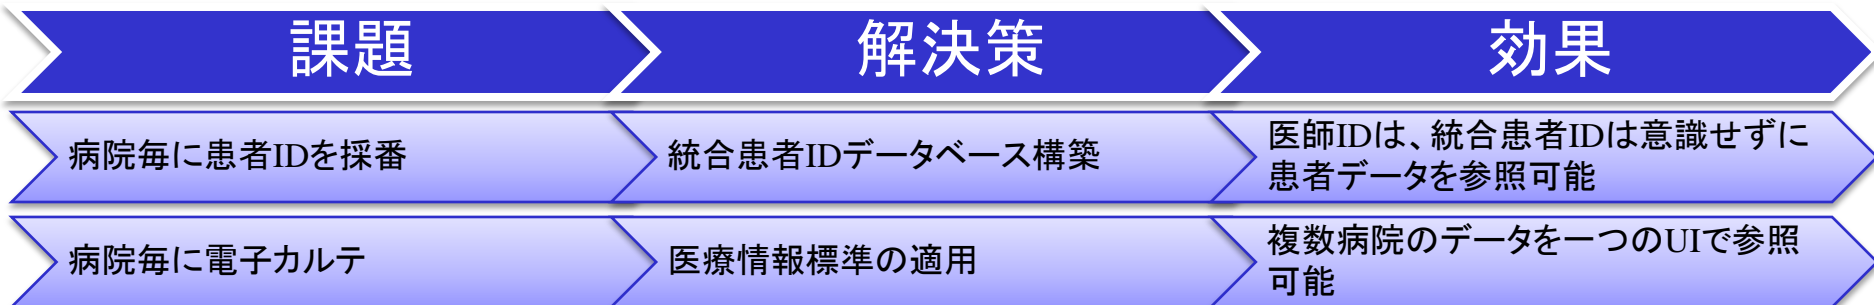 課題
解決策
効果
病院毎に患者IDを採番
統合患者IDデータベース構築
医師IDは、統合患者IDは意識せずに
患者データを参照可能
病院毎に電子カルテ
医療情報標準の適用
複数病院のデータを一つのUIで参照
可能